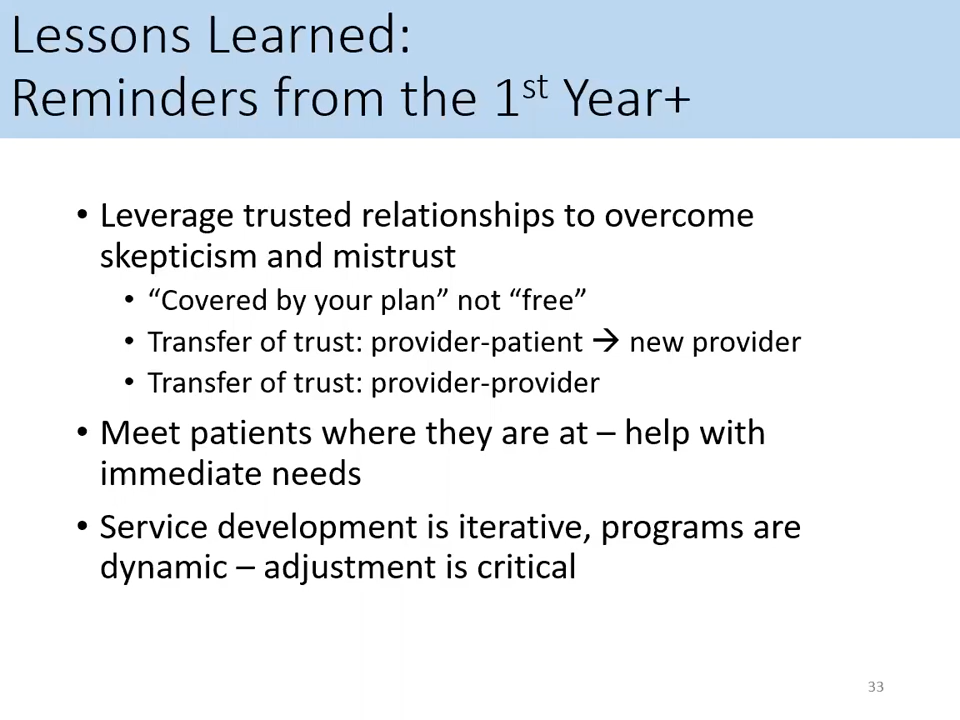 Lessons Learned:
Reminders from the 1st Year+
• Leverage trusted relationships to overcome
skepticism and mistrust
• “Covered by your plan” not “free”
• Transfer of trust: provider-patient → new provider
• Transfer of trust: provider-provider
• Meet patients where they are at – help with
immediate needs
• Service development is iterative, programs are
dynamic – adjustment is critical
33